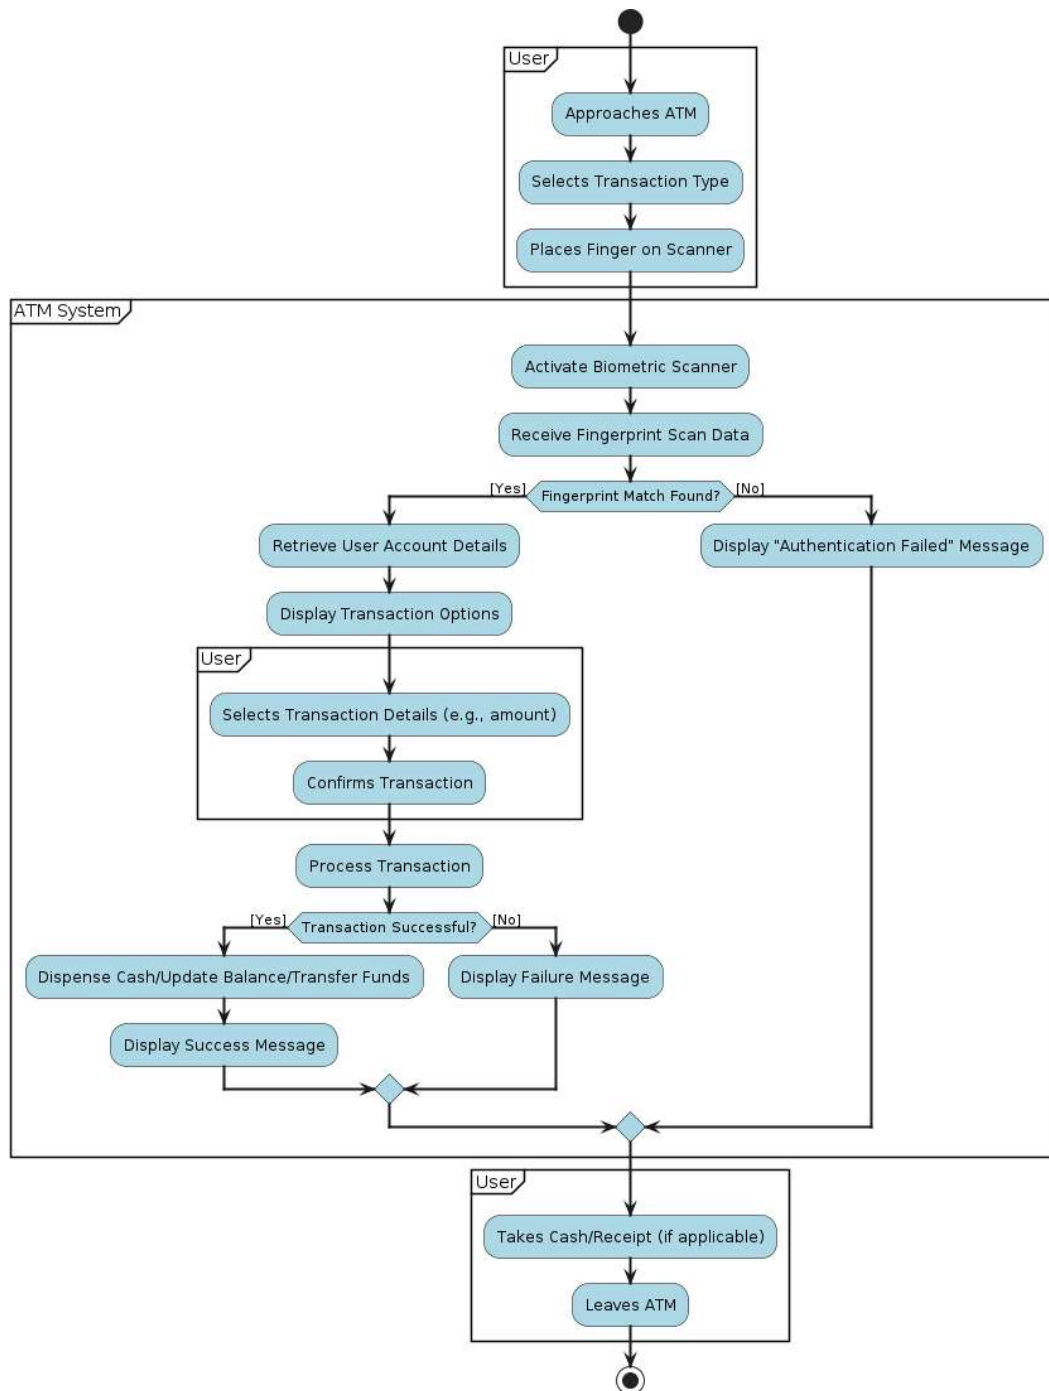 User
Approaches ATM
Selects Transaction Type
Places Finger on Scanner
ATM System
Activate Biometric Scanner
Receive Fingerprint Scan Data
[Yes] Fingerprint Match Found? [No]
Retrieve User Account Details
Display "Authentication Failed" Message
Display Transaction Options
User
Selects Transaction Details (e.g., amount)
Confirms Transaction
Process Transaction
[Yes] Transaction Successful? [No]
Dispense Cash/Update Balance/Transfer Funds
Display Failure Message
Display Success Message
User
Takes Cash/Receipt (if applicable)
Leaves ATM